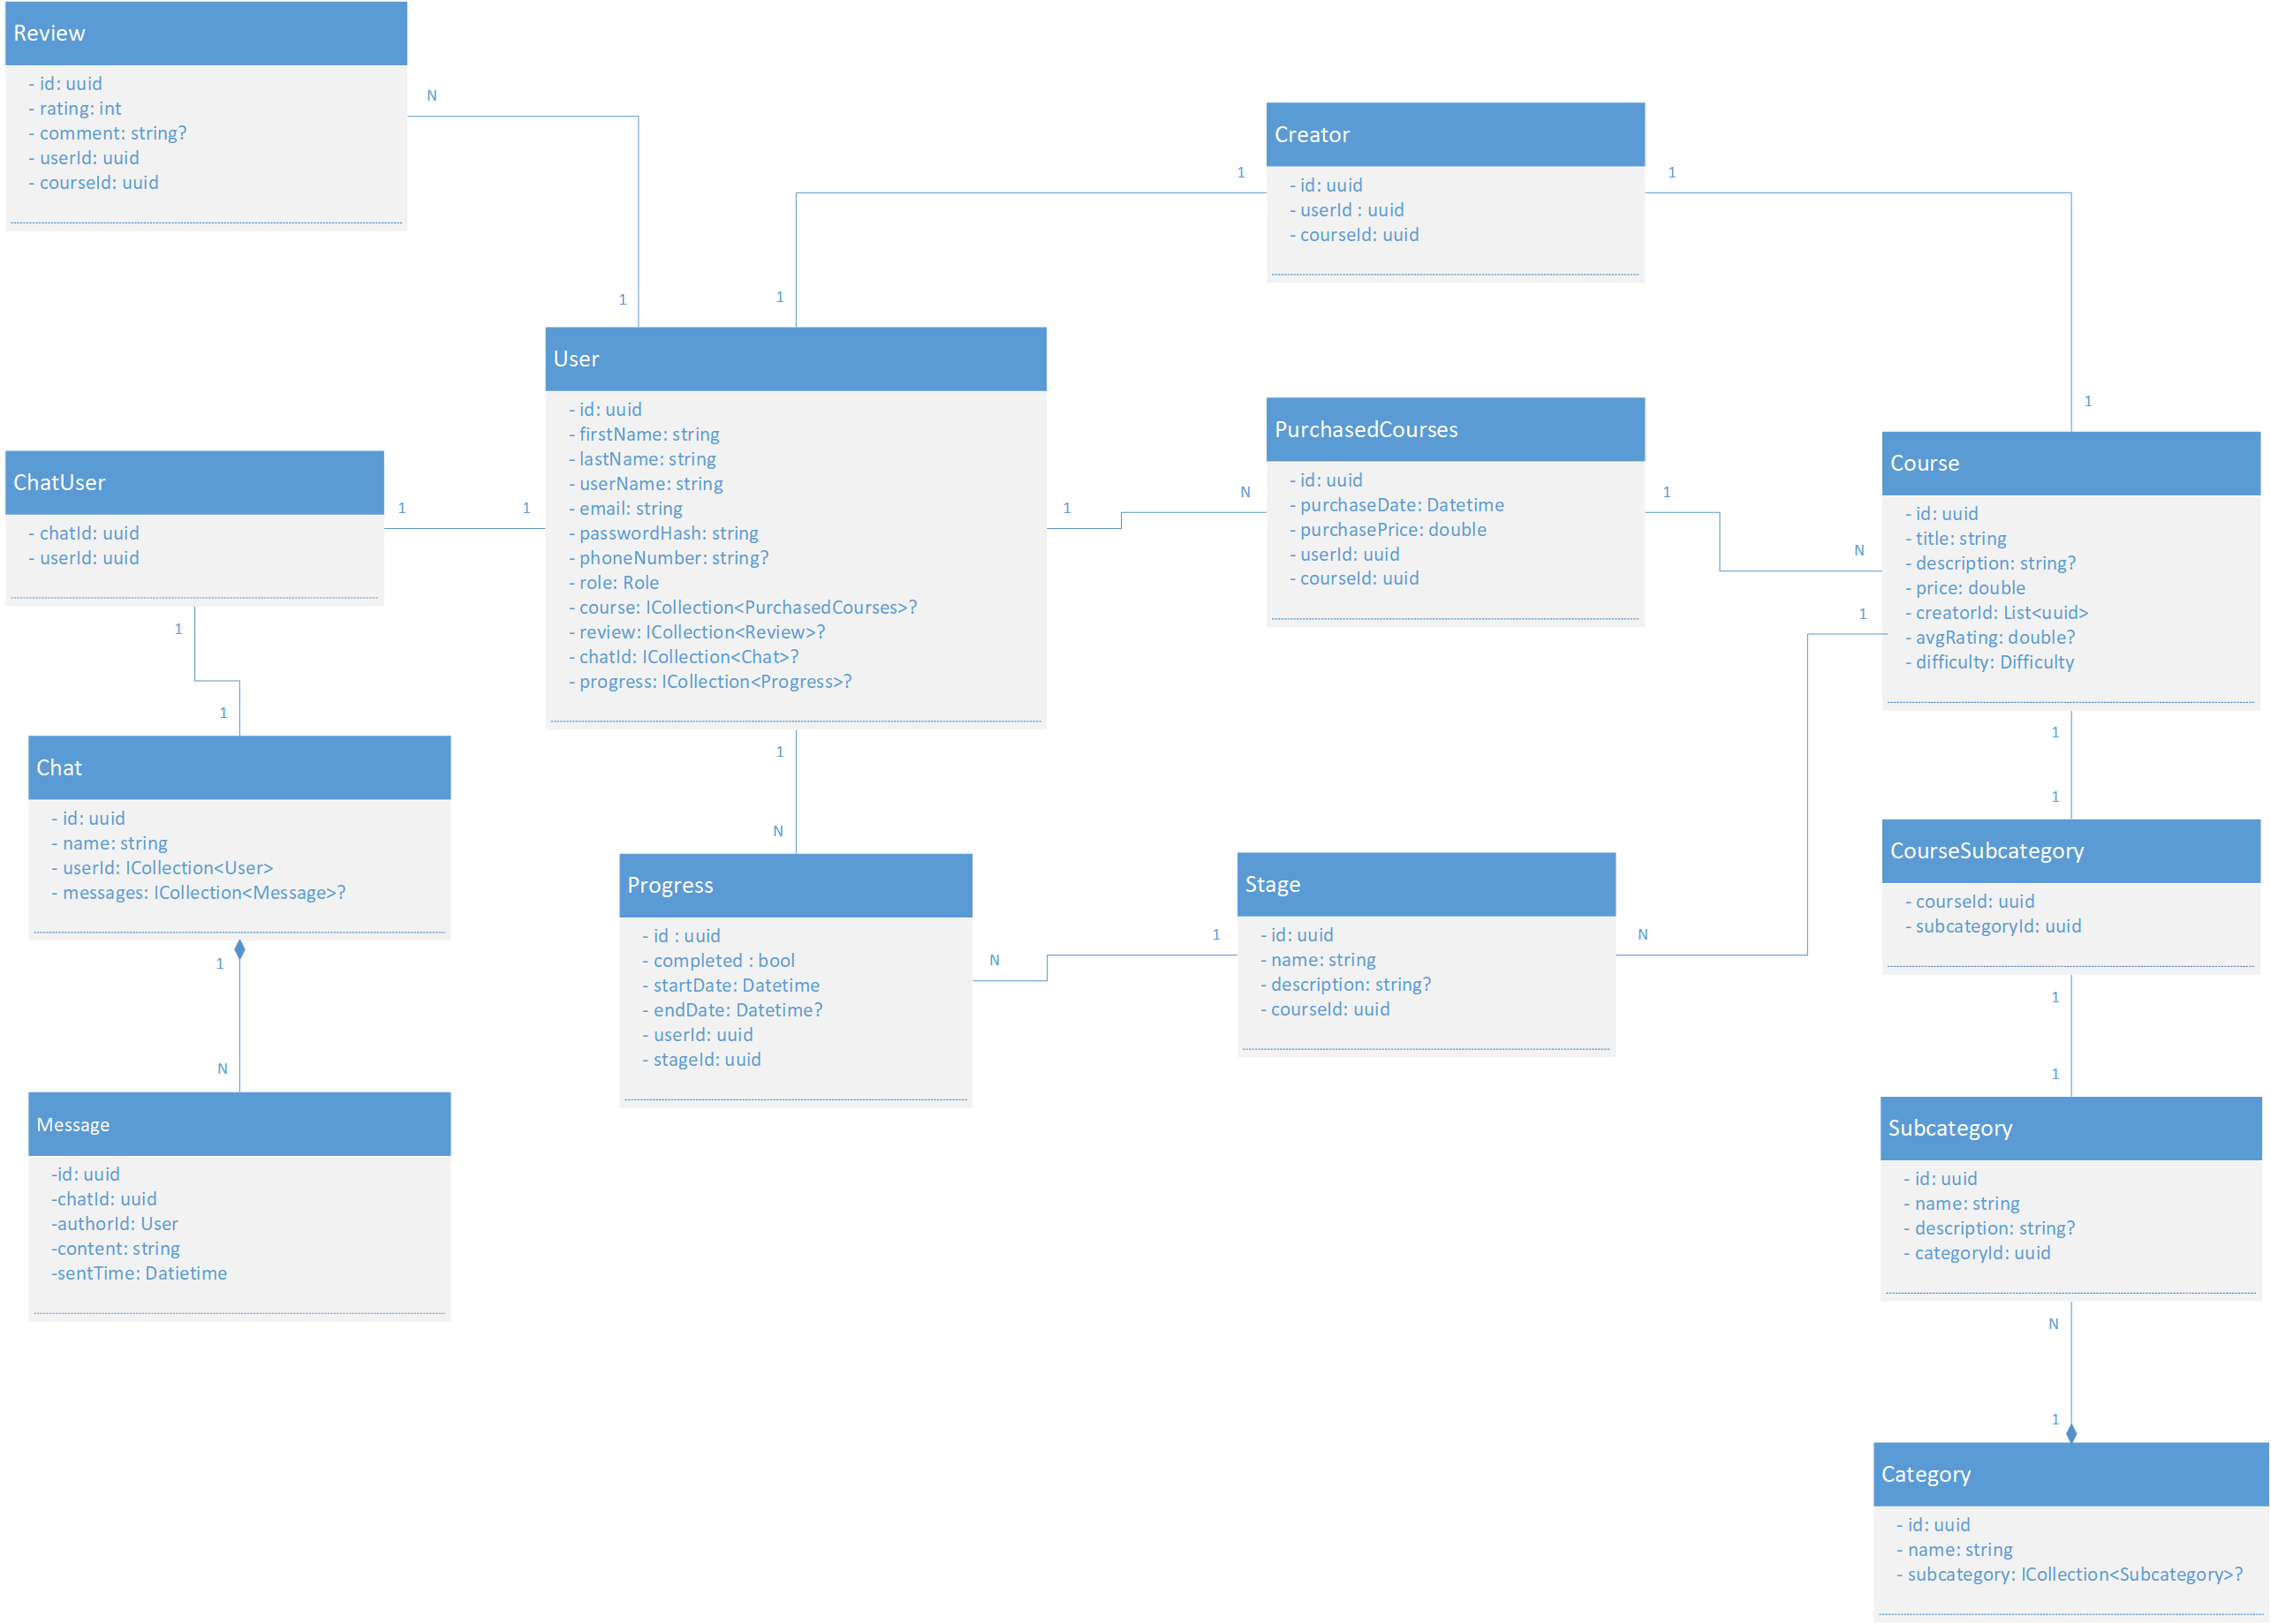 Review
- id: uuid
- rating: int
- comment: string?
- userId: uuid
- courseId: uuid
N
1
Creator
- id: uuid
- userId : uuid
- courseId: uuid
1
1
1
1
User
- id: uuid
- firstName: string
- lastName: string
- userName: string
- email: string
- passwordHash: string
- phoneNumber: string?
- role: Role
- course: ICollection<PurchasedCourses>?
- review: ICollection<Review>?
- chatId: ICollection<Chat>?
- progress: ICollection<Progress>?
PurchasedCourses
- id: uuid
- purchaseDate: Datetime
- purchasePrice: double
- userId: uuid
- courseId: uuid
1
N
1
N
Course
- id: uuid
- title: string
- description: string?
- price: double
- creatorId: List<uuid>
- avgRating: double?
- difficulty: Difficulty
1
ChatUser
- chatId: uuid
- userId: uuid
1
1
1
1
Chat
- id: uuid
- name: string
- userId: ICollection<User>
- messages: ICollection<Message>?
1
N
Message
-id: uuid
-chatId: uuid
-authorId: User
-content: string
-sentTime: Datietime
1
N
Progress
- id : uuid
- completed : bool
- startDate: Datetime
- endDate: Datetime?
- userId: uuid
- stageId: uuid
N
1
Stage
- id: uuid
- name: string
- description: string?
- courseId: uuid
N
1
1
CourseSubcategory
- courseId: uuid
- subcategoryId: uuid
1
1
Subcategory
- id: uuid
- name: string
- description: string?
- categoryId: uuid
N
1
Category
- id: uuid
- name: string
- subcategory: ICollection<Subcategory>?